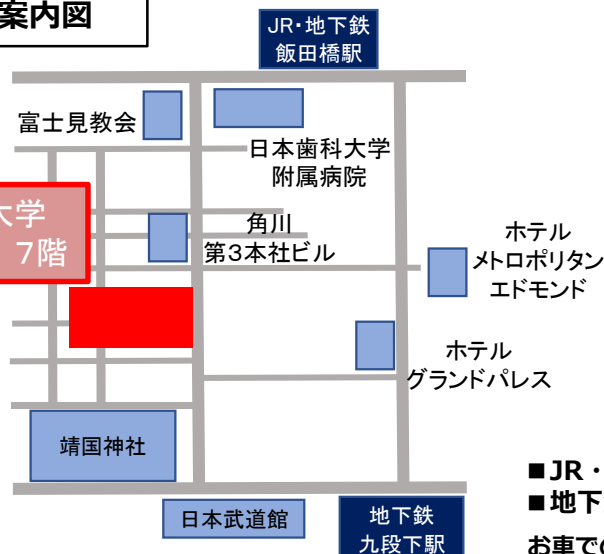 案内図
JR・地下鉄
飯田橋駅
富士見教会
日本歯科大学
附属病院
大学
7階
角川
第3本社ビル
ホテル
メトロポリタン
エドモンド
ホテル
グランドパレス
靖国神社
日本武道館
地下鉄
九段下駅
■JR・
■地下
お車での